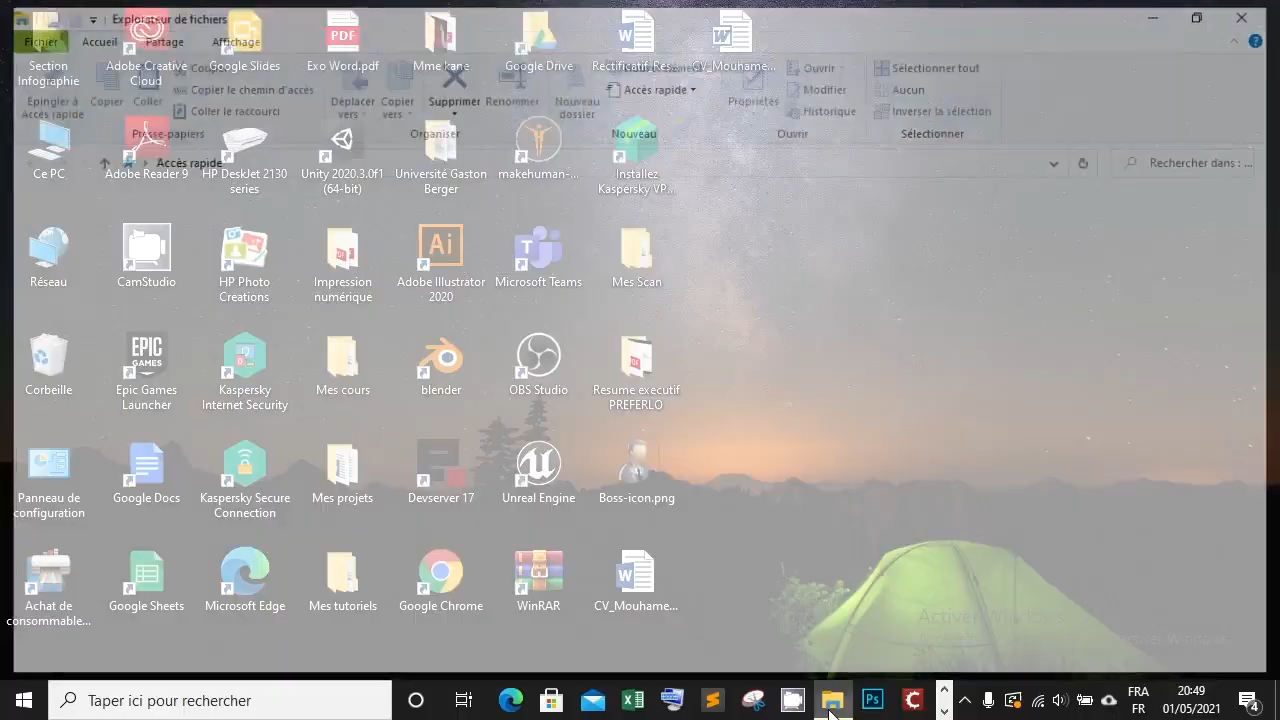 Explorateur de fichiers
Accueil
Partage
Affichage
Section
Infographie
Adobe Creative
Cloud
Google Slides
Exo Word.pdf
Mme kane
Google Drive
CV_Mouhame...
Ouvrir
Sélectionner tout
Copier le chemin d'accès
Accès rapide
Modifier
Aucun
Épingler à
Accès rapide
Copier
Coller
Coller le raccourci
Déplacer
vers
Copier
vers
Supprimer
Renommer
Nouveau
dossier
Propriétés
Historique
Inverser la sélection
Presse-papiers
Organiser
Nouveau
Ouvrir
Sélectionner
Accès rapide
Rechercher dans : ...
Ce PC
Adobe Reader 9
HP DeskJet 2130
series
Unity 2020.3.0f1
(64-bit)
Université Gaston
Berger
makehuman-...
Installez
Kaspersky VP...
Réseau
CamStudio
HP Photo
Creations
Impression
numérique
Adobe Illustrator
2020
Microsoft Teams
Mes Scan
Corbeille
Epic Games
Launcher
Kaspersky
Internet Security
Mes cours
blender
OBS Studio
Resume executif
PREFERLO
Panneau de
configuration
Google Docs
Kaspersky Secure
Connection
Mes projets
Devserver 17
Unreal Engine
Boss-icon.png
Achat de
consommable...
Google Sheets
Microsoft Edge
Mes tutoriels
Google Chrome
WinRAR
CV_Mouhame...
Activer Windows
Taper ici pour rechercher
FRA
FR
20:49
01/05/2021
4